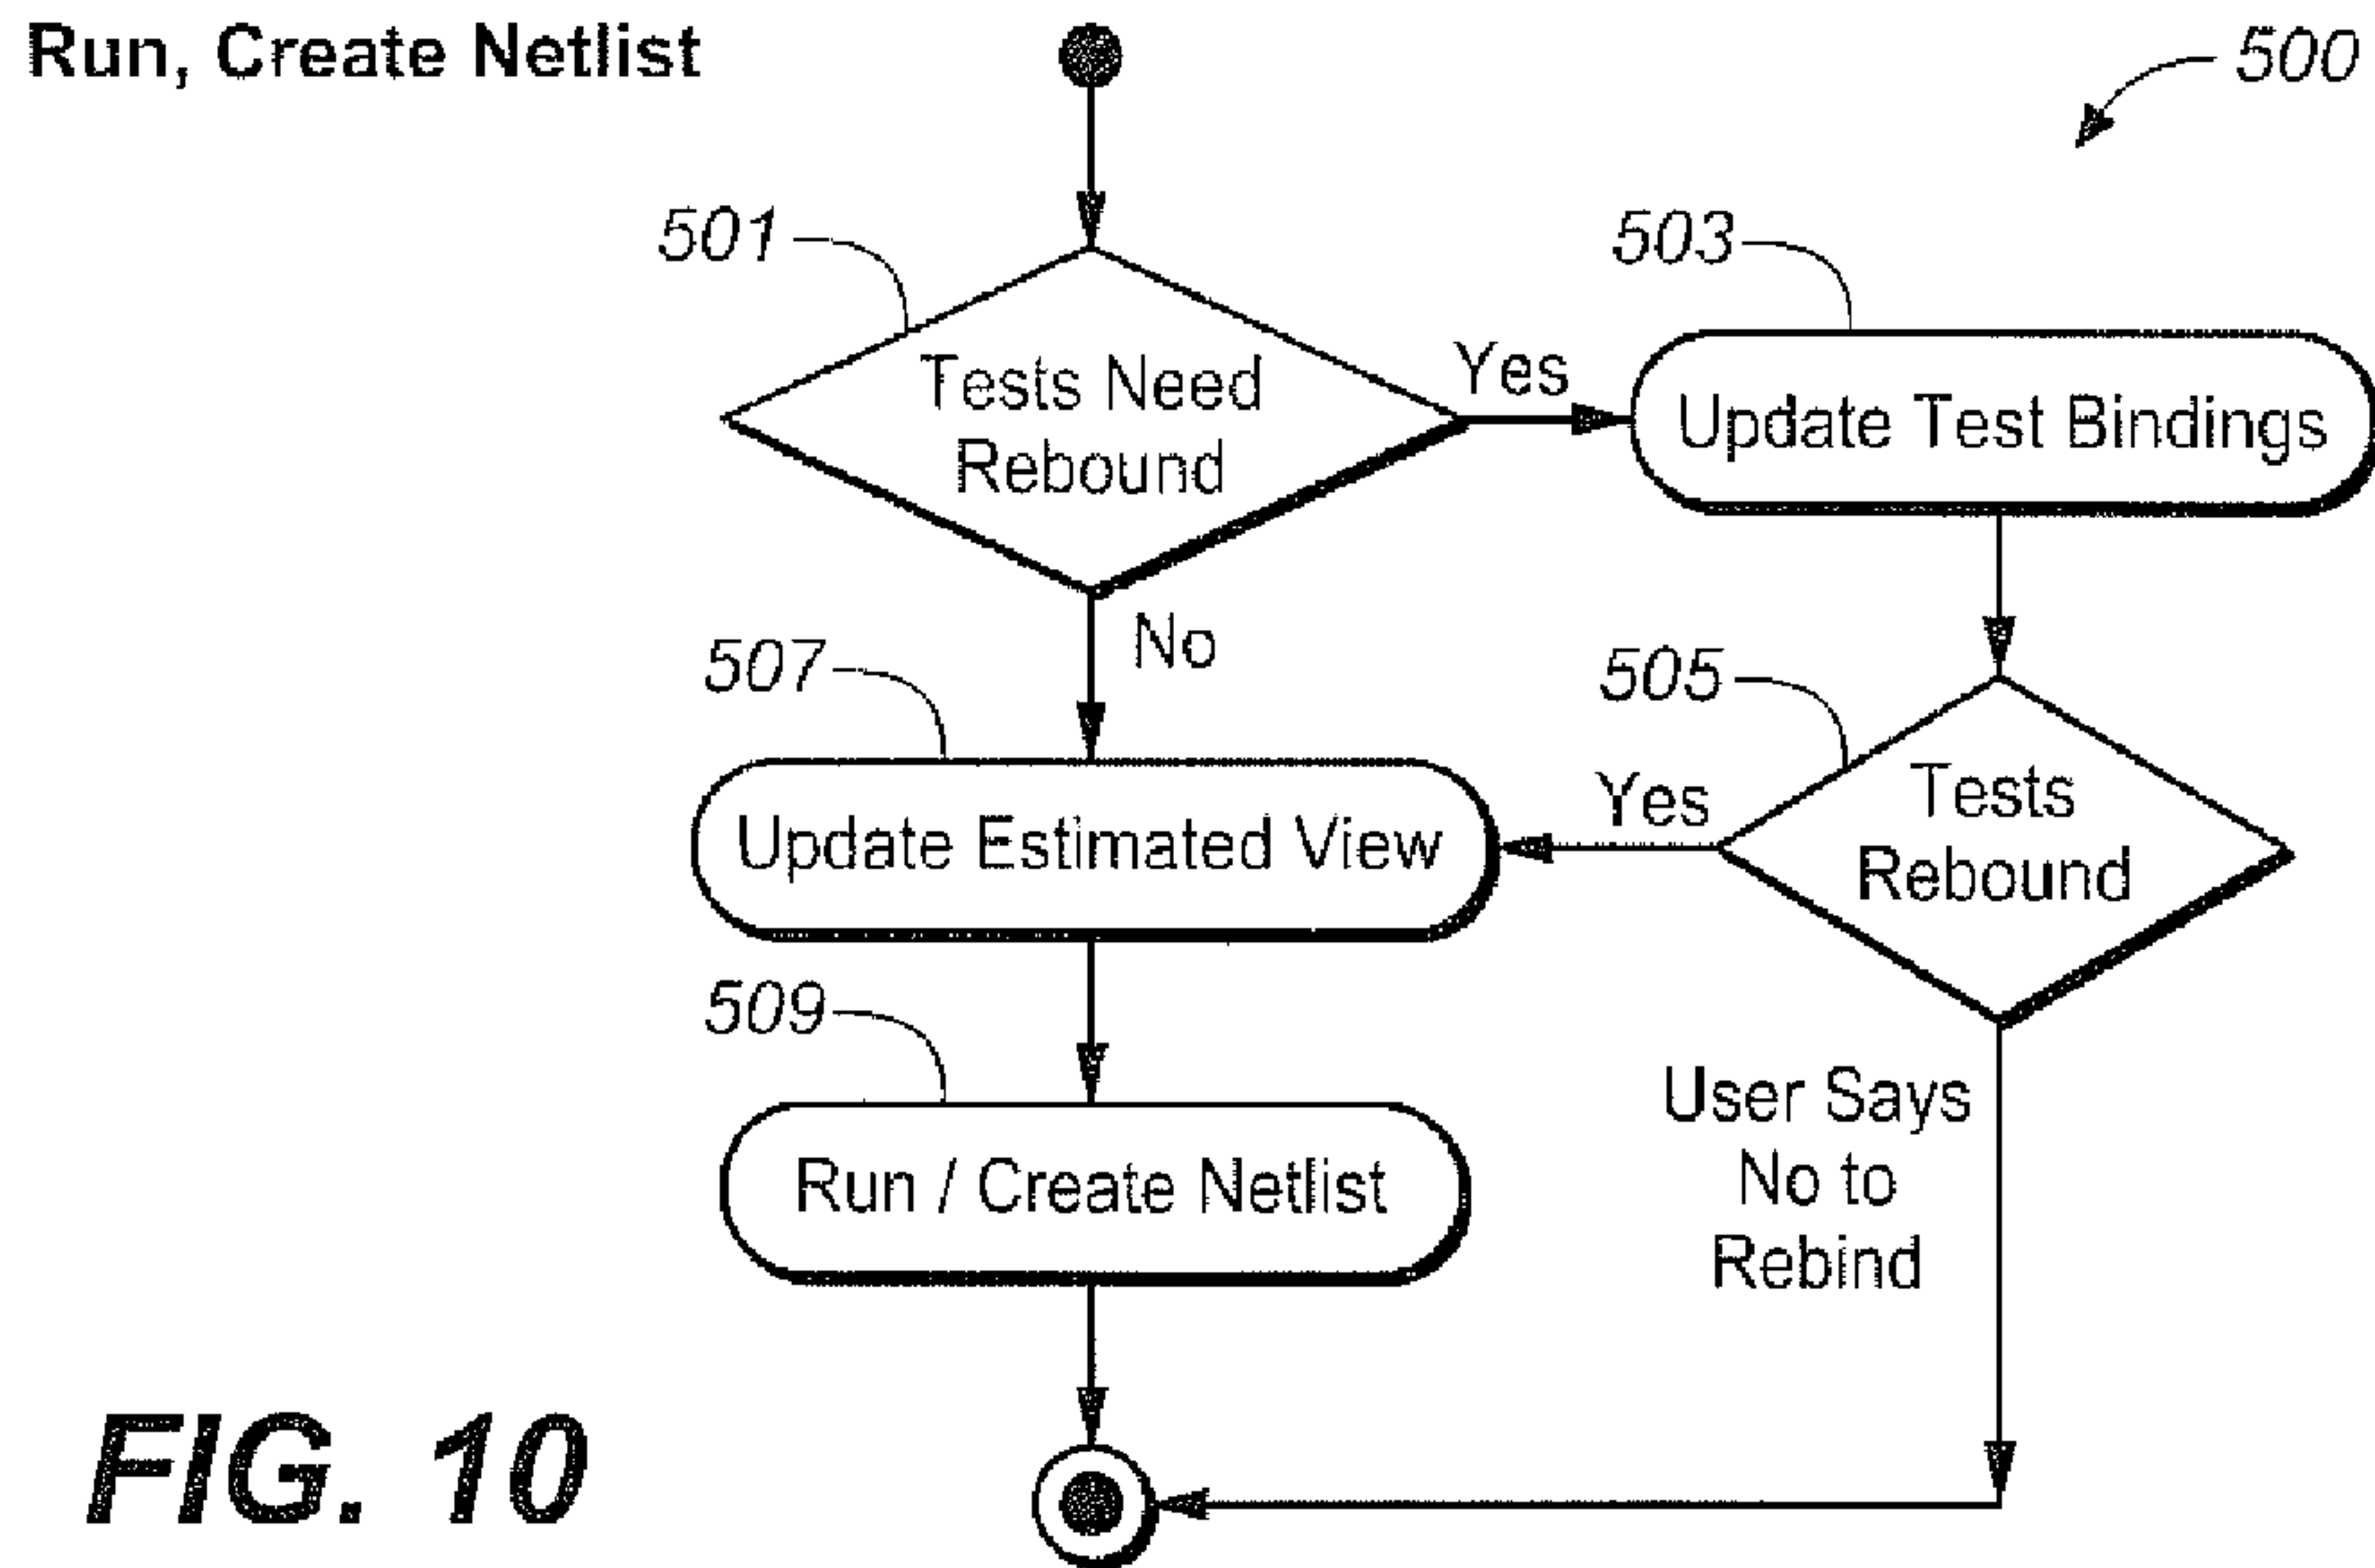 Run, Create Netlist
500
501
503
Tests Need
Rebound
Yes
Update Test Bindings
No
507
505
Update Estimated View
Yes
Tests
Rebound
509
Run / Create Netlist
User Says
No to
Rebind
FIG. 10